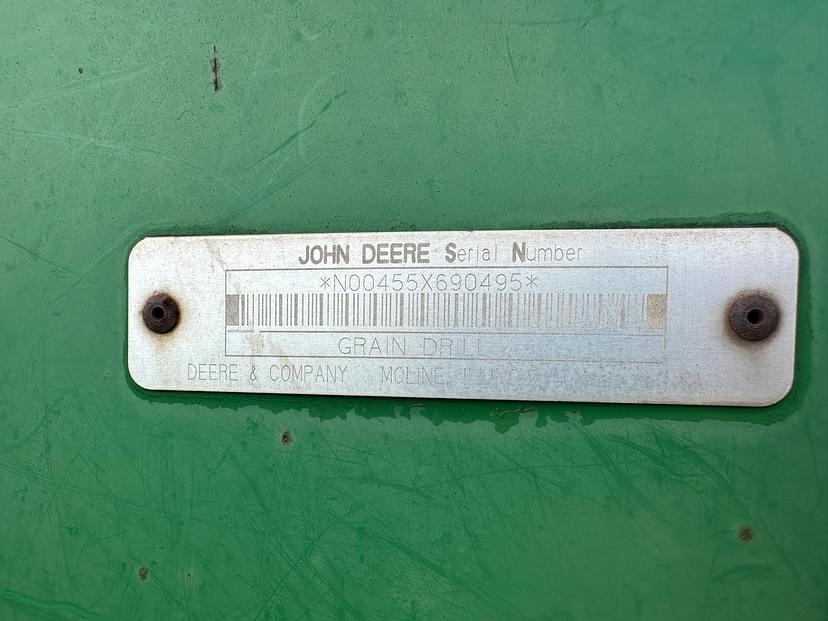 JOHN DEERE Serial Number
*N00455X690495*
GRAIN DRILL
DEERE & COMPANY MOLINE